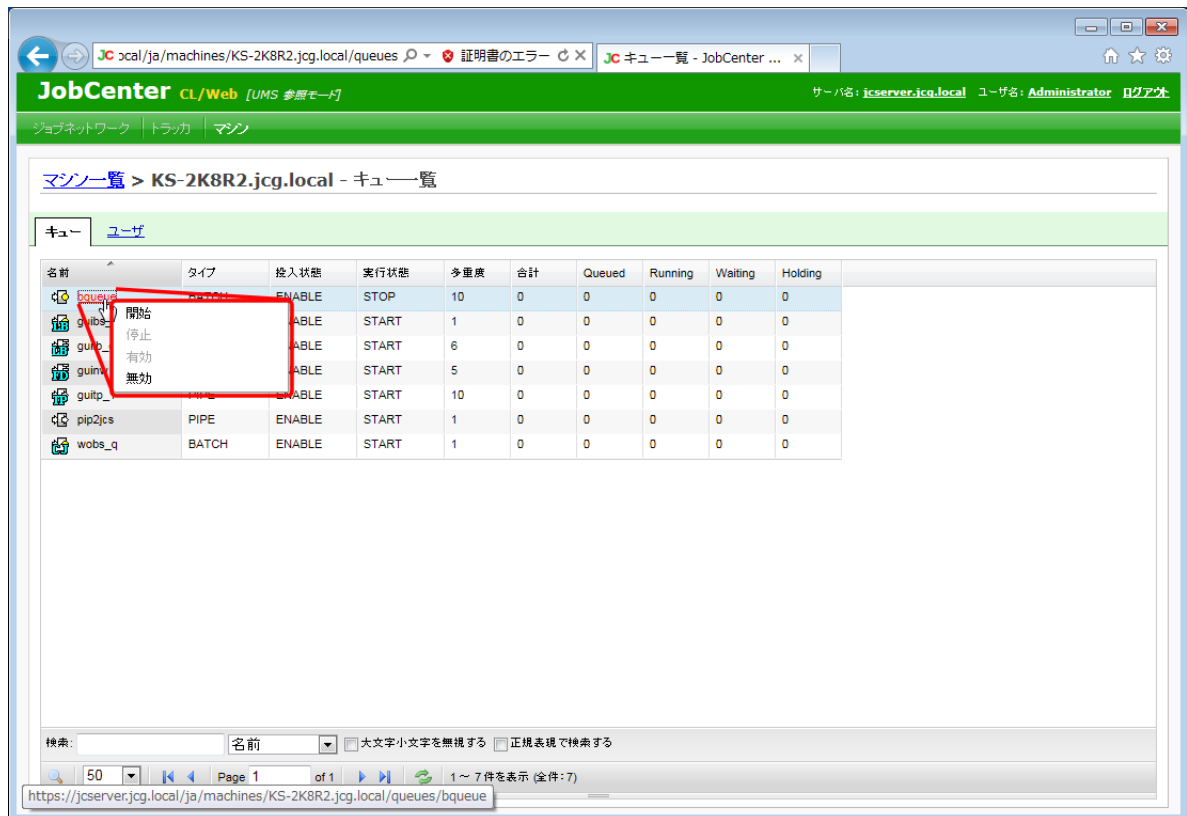 JC ocal/ja/machines/KS-2K8R2.jcg.local/queues 証明書のエラー JC キュー一覧 - JobCenter ...
JobCenter CL/Web [UMS 参照モード] サーバ名: jcserver.jcg.local ユーザ名: Administrator ログアウト
ジョブネットワーク トラッカ マシン
マシン一覧 > KS-2K8R2.jcg.local - キュー一覧
キュー ユーザ
名前 タイプ 投入状態 実行状態 多重度 合計 Queued Running Waiting Holding
bqueue BATCH ENABLE STOP 10 0 0 0 0 0
開始
guibs_ ABLE START 1 0 0 0 0 0
停止
ABLE START 6 0 0 0 0 0
有効
guinw ABLE START 5 0 0 0 0 0
無効
guitp_ PIPE ENABLE START 10 0 0 0 0 0
pip2jcs PIPE ENABLE START 1 0 0 0 0 0
wobs_q BATCH ENABLE START 1 0 0 0 0 0
検索: 名前 大文字小文字を無視する 正規表現で検索する
50 Page 1 of 1 1 ~ 7 件を表示 (全件: 7)
https://jcserver.jcg.local/ja/machines/KS-2K8R2.jcg.local/queues/bqueue